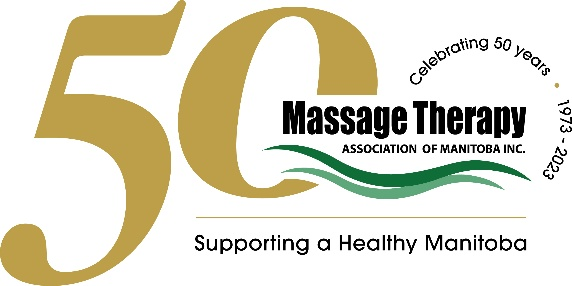 50
Celebrating 50 years • 1973 - 2023
Massage Therapy
ASSOCIATION OF MANITOBA INC.
Supporting a Healthy Manitoba